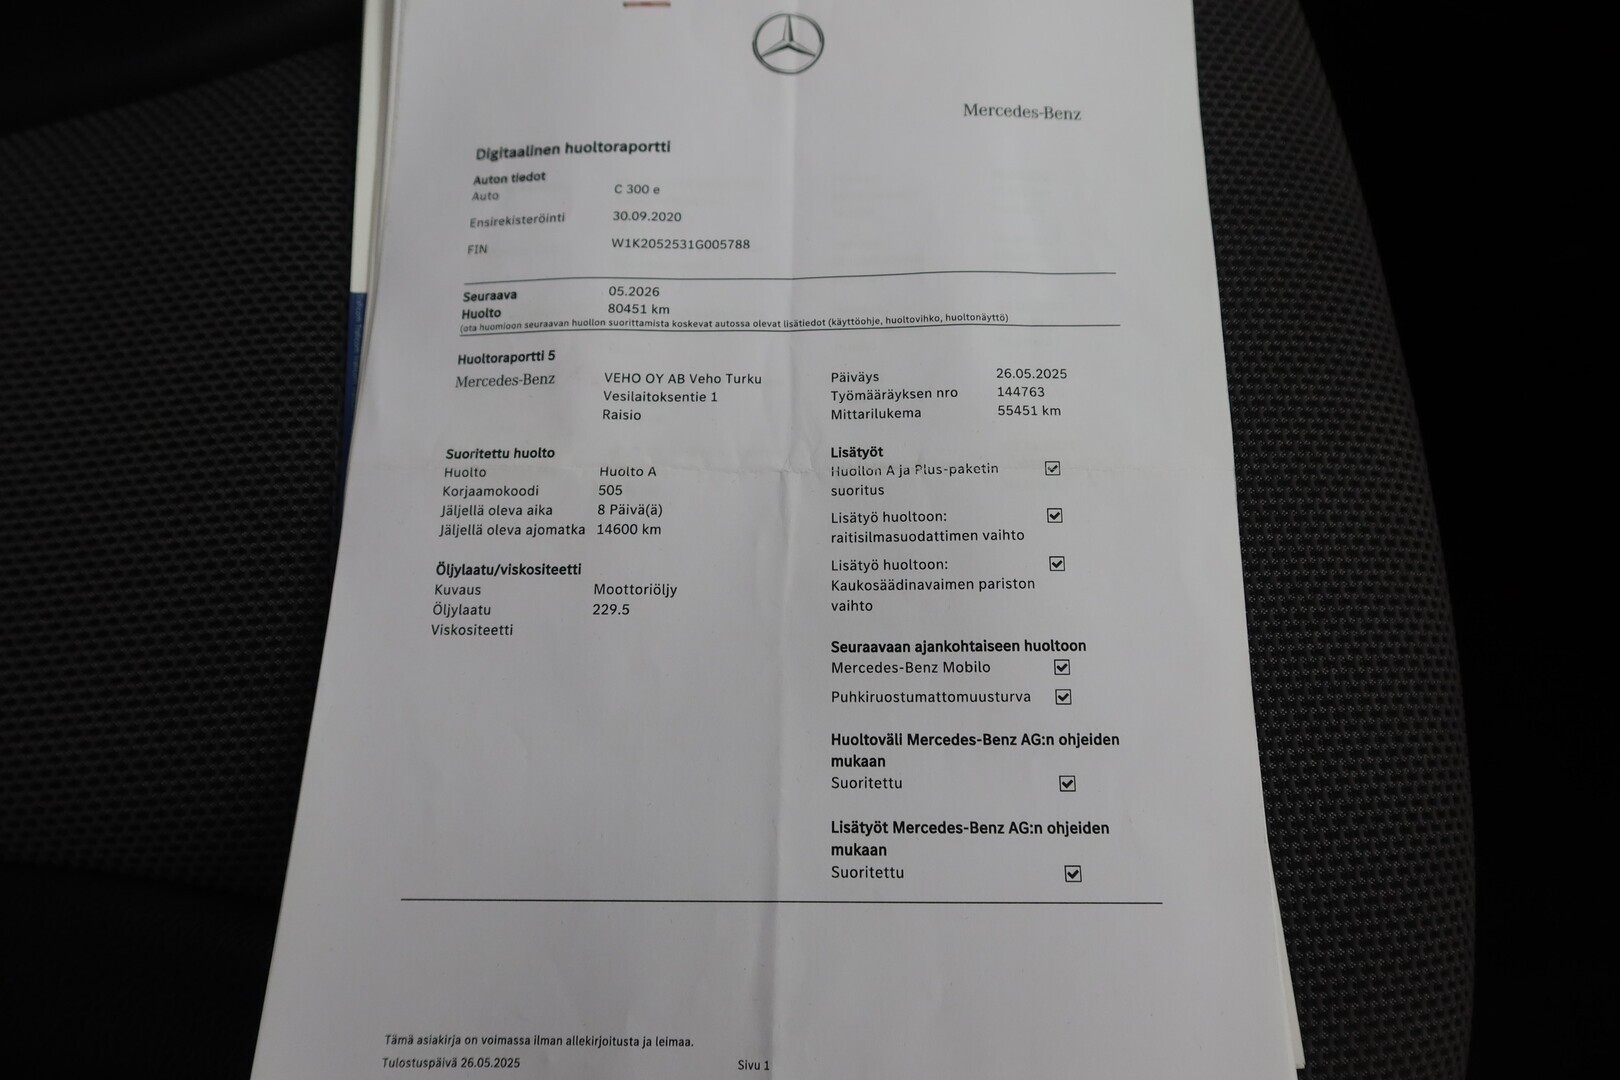 Mercedes-Benz
Digitaalinen huoltoraportti
Auton tiedot
Auto C 300 e
Ensirekisteröinti 30.09.2020
FIN W1K2052531G005788
Seuraava 05.2026
Huolto 80451 km
(ota huomioon seuraavan huollon suorittamista koskevat autossa olevat lisätiedot (käyttöohje, huoltovihko, huoltonäyttö)
Huoltoraportti 5
Mercedes-Benz VEHO OY AB Veho Turku
Vesilaitoksentie 1
Raisio
Päiväys 26.05.2025
Työmääräyksen nro 144763
Mittarilukema 55451 km
Suoritettu huolto
Huolto Huolto A
Korjaamokoodi 505
Jäljellä oleva aika 8 Päivä(ä)
Jäljellä oleva ajomatka 14600 km
Öljylaatu/viskositeetti
Kuvaus Moottoriöljy
Öljylaatu 229.5
Viskositeetti
Lisätyöt
Huollon A ja Plus-paketin
suoritus
Lisätyö huoltoon:
raitisilmasuodattimen vaihto
Lisätyö huoltoon:
Kaukosäädinavaimen pariston
vaihto
Seuraavaan ajankohtaiseen huoltoon
Mercedes-Benz Mobilo
Puhkiruostumattomuusturva
Huoltoväli Mercedes-Benz AG:n ohjeiden
mukaan
Suoritettu
Lisätyöt Mercedes-Benz AG:n ohjeiden
mukaan
Suoritettu
Tämä asiakirja on voimassa ilman allekirjoitusta ja leimaa.
Tulostuspäivä 26.05.2025 Sivu 1